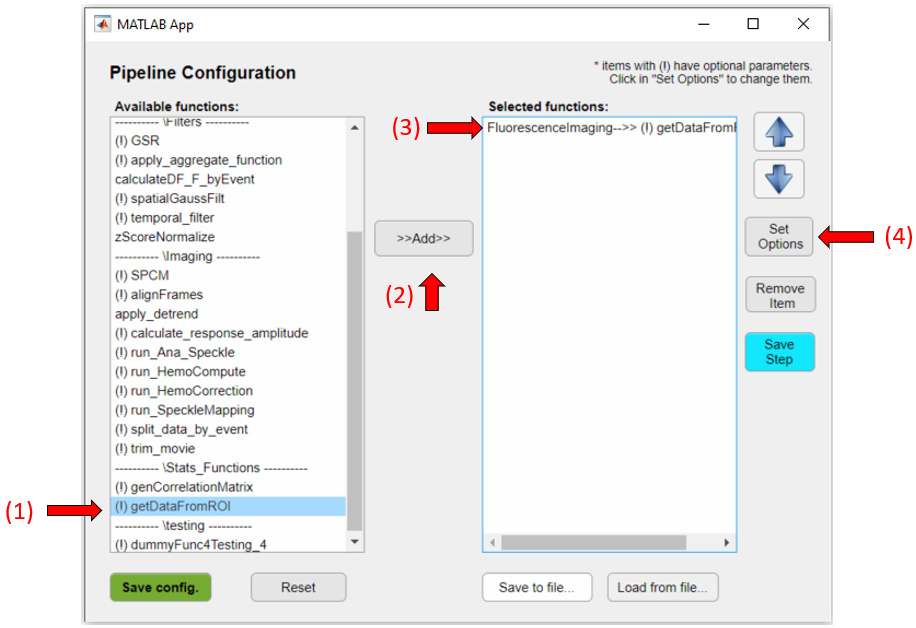 MATLAB App
Pipeline Configuration
* items with (!) have optional parameters.
Click in "Set Options" to change them.
Available functions:
---------- \Filters ----------
(!) GSR
(!) apply_aggregate_function
calculateDF_F_byEvent
(!) spatialGaussFilt
(!) temporal_filter
zScoreNormalize
---------- \Imaging ----------
(!) SPCM
(!) alignFrames
apply_detrend
(!) calculate_response_amplitude
(!) run_Ana_Speckle
(!) run_HemoCompute
(!) run_HemoCorrection
(!) run_SpeckleMapping
(!) split_data_by_event
(!) trim_movie
---------- \Stats_Functions ----------
(!) genCorrelationMatrix
(1)
(!) getDataFromROI
---------- \testing ----------
(!) dummyFunc4Testing_4
>>Add>>
(2)
Selected functions:
(3)
FluorescenceImaging-->> (!) getDataFromR
Set
Options
(4)
Remove
Item
Save
Step
Save config.
Reset
Save to file...
Load from file...